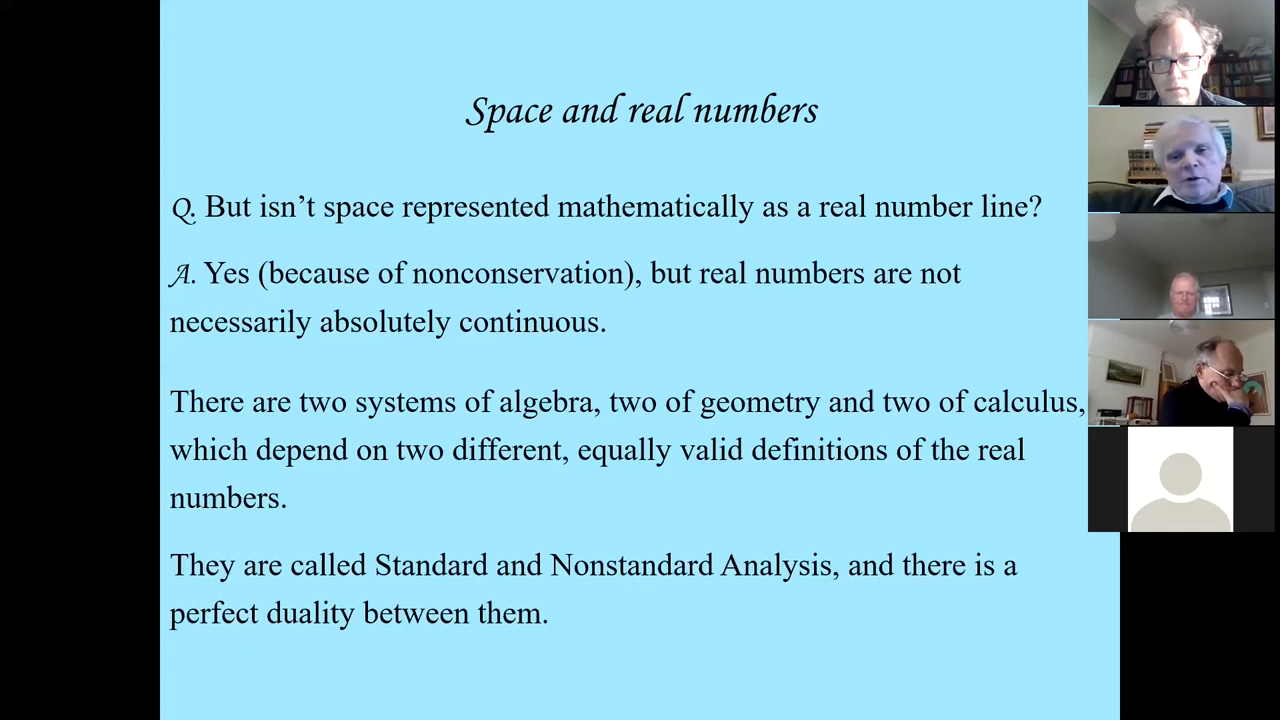 Space and real numbers
Q. But isn’t space represented mathematically as a real number line?
A. Yes (because of nonconservation), but real numbers are not
necessarily absolutely continuous.
There are two systems of algebra, two of geometry and two of calculus,
which depend on two different, equally valid definitions of the real
numbers.
They are called Standard and Nonstandard Analysis, and there is a
perfect duality between them.